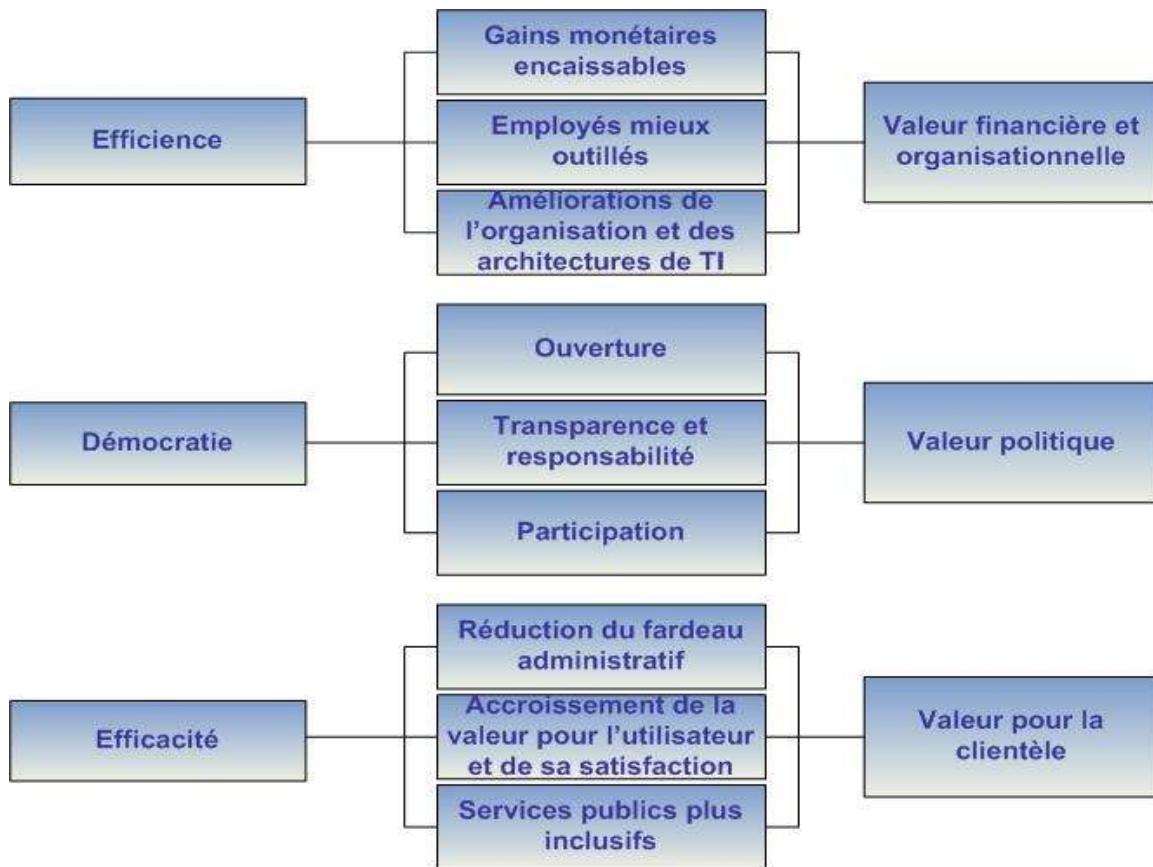 Efficience
Gains monétaires
encaissables
Employés mieux
outillés
Améliorations de
l'organisation et des
architectures de TI
Valeur financière et
organisationnelle
Démocratie
Ouverture
Transparence et
responsabilité
Participation
Valeur politique
Efficacité
Réduction du fardeau
administratif
Accroissement de la
valeur pour l'utilisateur
et de sa satisfaction
Services publics plus
inclusifs
Valeur pour la
clientèle